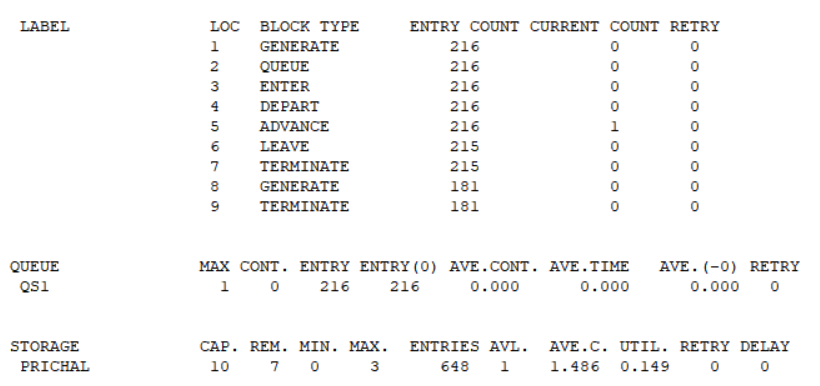 LABEL LOC BLOCK TYPE ENTRY COUNT CURRENT COUNT RETRY
1 GENERATE 216 0 0
2 QUEUE 216 0 0
3 ENTER 216 0 0
4 DEPART 216 0 0
5 ADVANCE 216 1 0
6 LEAVE 215 0 0
7 TERMINATE 215 0 0
8 GENERATE 181 0 0
9 TERMINATE 181 0 0
QUEUE MAX CONT. ENTRY ENTRY(0) AVE.CONT. AVE.TIME AVE.(-0) RETRY
QS1 1 0 216 216 0.000 0.000 0.000 0
STORAGE CAP. REM. MIN. MAX. ENTRIES AVL. AVE.C. UTIL. RETRY DELAY
PRICHAL 10 7 0 3 648 1 1.486 0.149 0 0